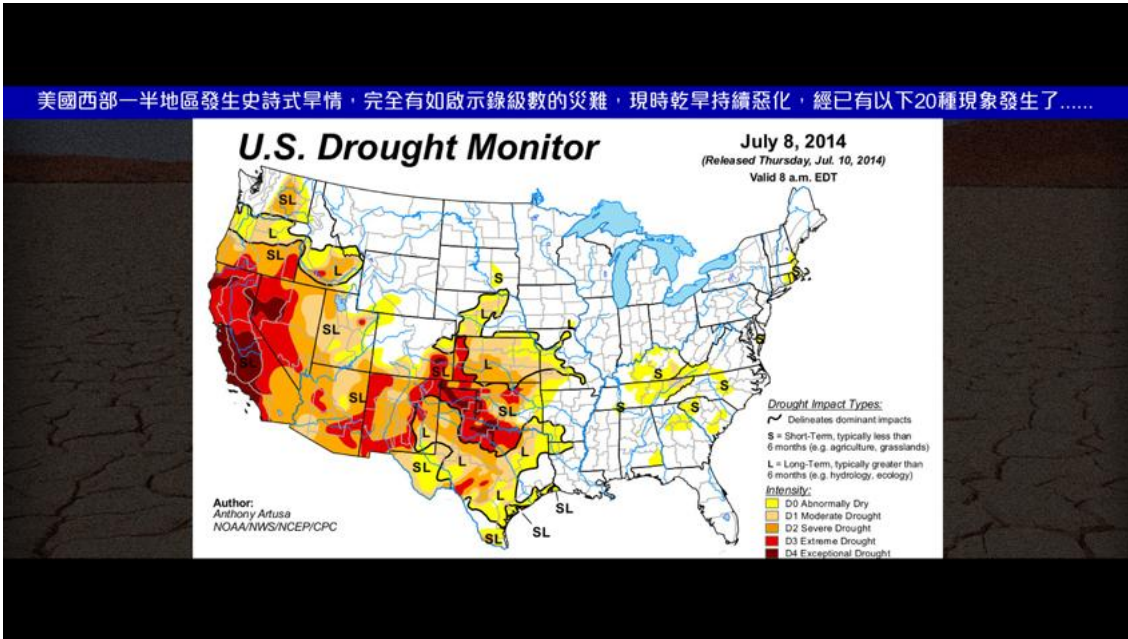 美國西部一半地區發生史詩式旱情，完全有如啟示錄級數的災難，現時乾旱持續惡化，經已有以下20種現象發生了......
U.S. Drought Monitor
July 8, 2014
(Released Thursday, Jul. 10, 2014)
Valid 8 a.m. EDT
SL
L
SL
L
S
L
L
SL
SL
L
SL
SL
SL
S
S
S
S
S
S
L
SL
L
L
L
SL
SL
SL
Drought Impact Types:
Delineates dominant impacts
S = Short-Term, typically less than
6 months (e.g. agriculture, grasslands)
L = Long-Term, typically greater than
6 months (e.g. hydrology, ecology)
Intensity:
D0 Abnormally Dry
D1 Moderate Drought
D2 Severe Drought
D3 Extreme Drought
D4 Exceptional Drought
Author:
Anthony Artusa
NOAA/NWS/NCEP/CPC